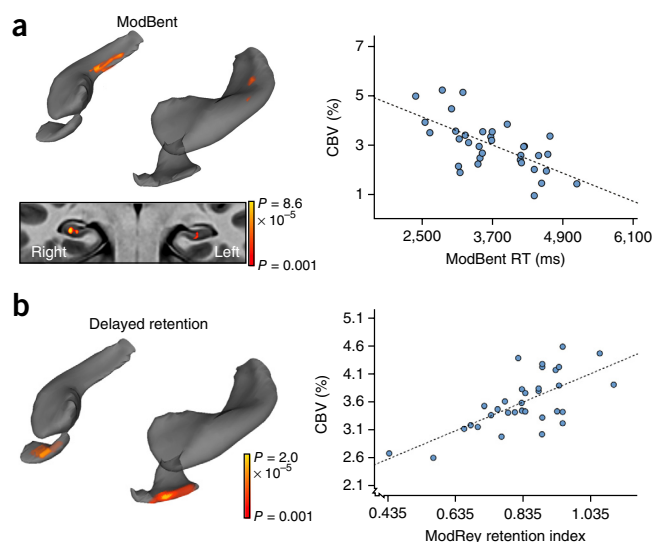 a
ModBent
P = 8.6
× 10⁻⁵
P = 0.001
Right
Left
7
5
3
1
CBV (%)
2,500 3,700 4,900 6,100
ModBent RT (ms)
b
Delayed retention
P = 2.0
× 10⁻⁵
P = 0.001
5.1
4.6
4.1
3.6
3.1
2.6
2.1
CBV (%)
0.435 0.635 0.835 1.035
ModRey retention index